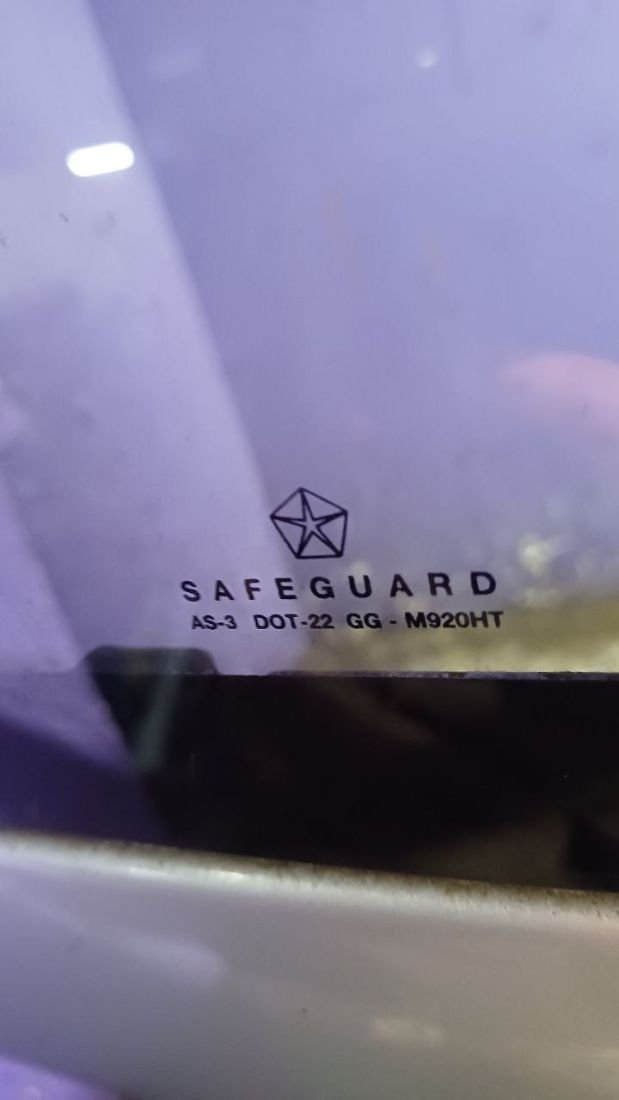 SAFEGUARD
AS-3 DOT-22 GG - M920HT